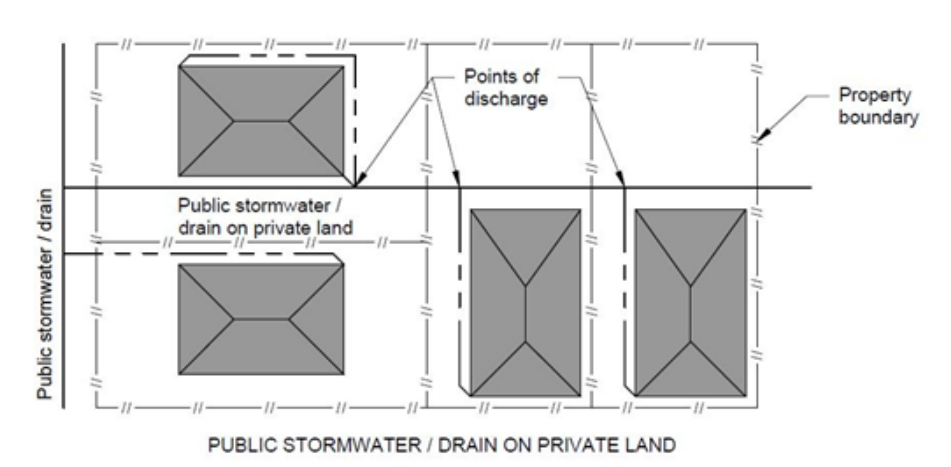 Points of
discharge
Property
boundary
Public stormwater /
drain on private land
Public stormwater / drain
PUBLIC STORMWATER / DRAIN ON PRIVATE LAND